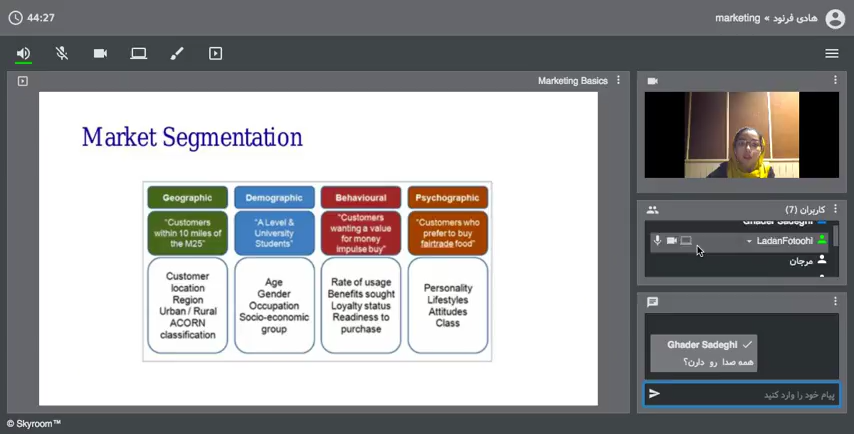 44:27
هادی فرنود » marketing
Marketing Basics
Market Segmentation
Geographic
"Customers
within 10 miles of
the M25"
Customer
location
Region
Urban / Rural
ACORN
classification
Demographic
"A Level &
University
Students"
Age
Gender
Occupation
Socio-economic
group
Behavioural
"Customers
wanting a value
for money
impulse buy"
Rate of usage
Benefits sought
Loyalty status
Readiness to
purchase
Psychographic
"Customers who
prefer to buy
fairtrade food"
Personality
Lifestyles
Attitudes
Class
کاربران (7)
Ghader Sadeghi
LadanFotoohi
مرجان
Ghader Sadeghi
همه صدا رو دارن؟
پیام خود را وارد کنید
© Skyroom™